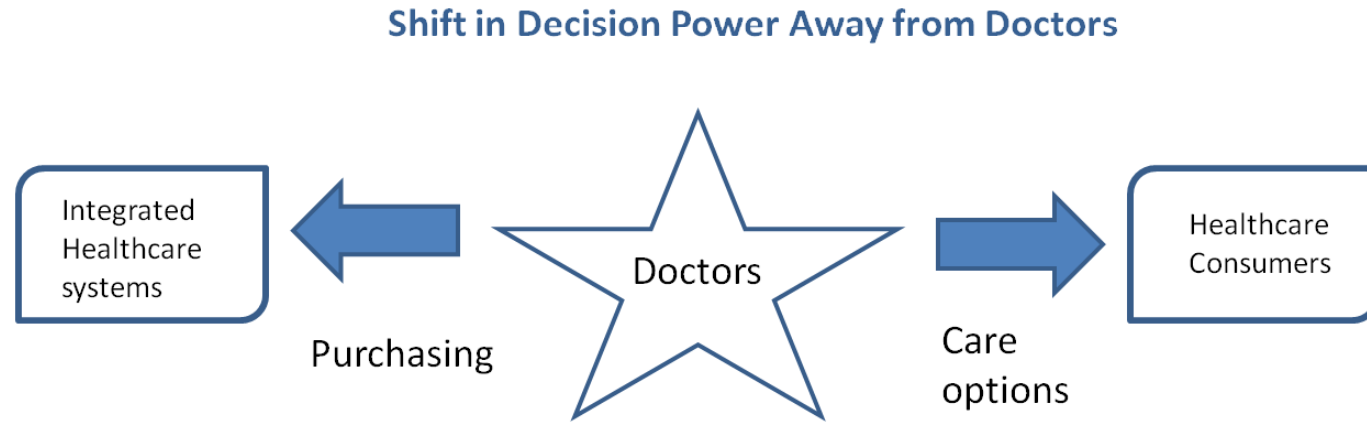 Shift in Decision Power Away from Doctors
Integrated
Healthcare
systems
Purchasing
Doctors
Care
options
Healthcare
Consumers